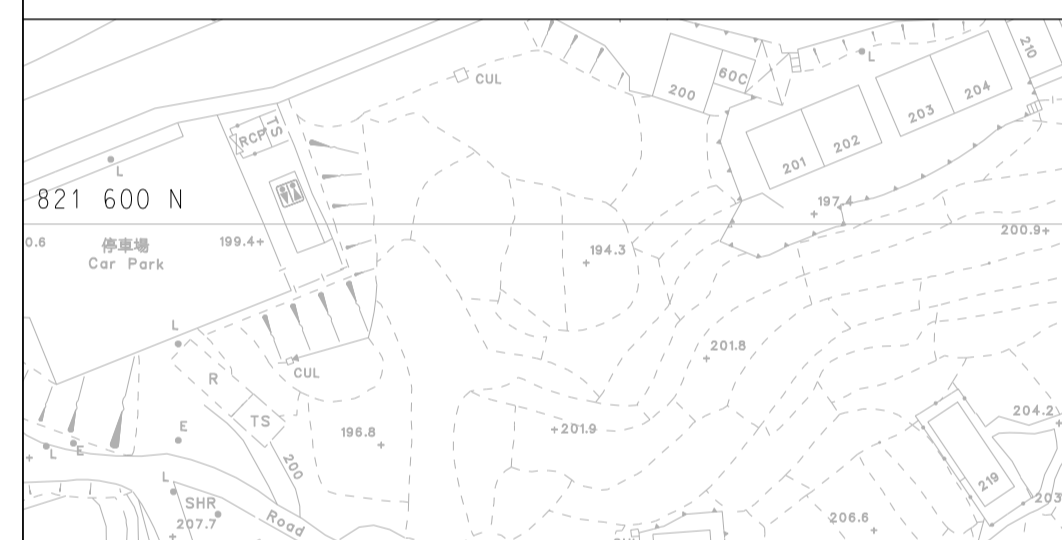 CUL
200
60C
L
210
204
203
202
201
TS
RCP
L
821 600 N
197.4
0.6
停車場
Car Park
199.4
200.9
194.3
L
201.8
CUL
R
TS
204.2
E
196.8
201.9
L
E
200
219
L
SHR
207.7
Road
206.6
203